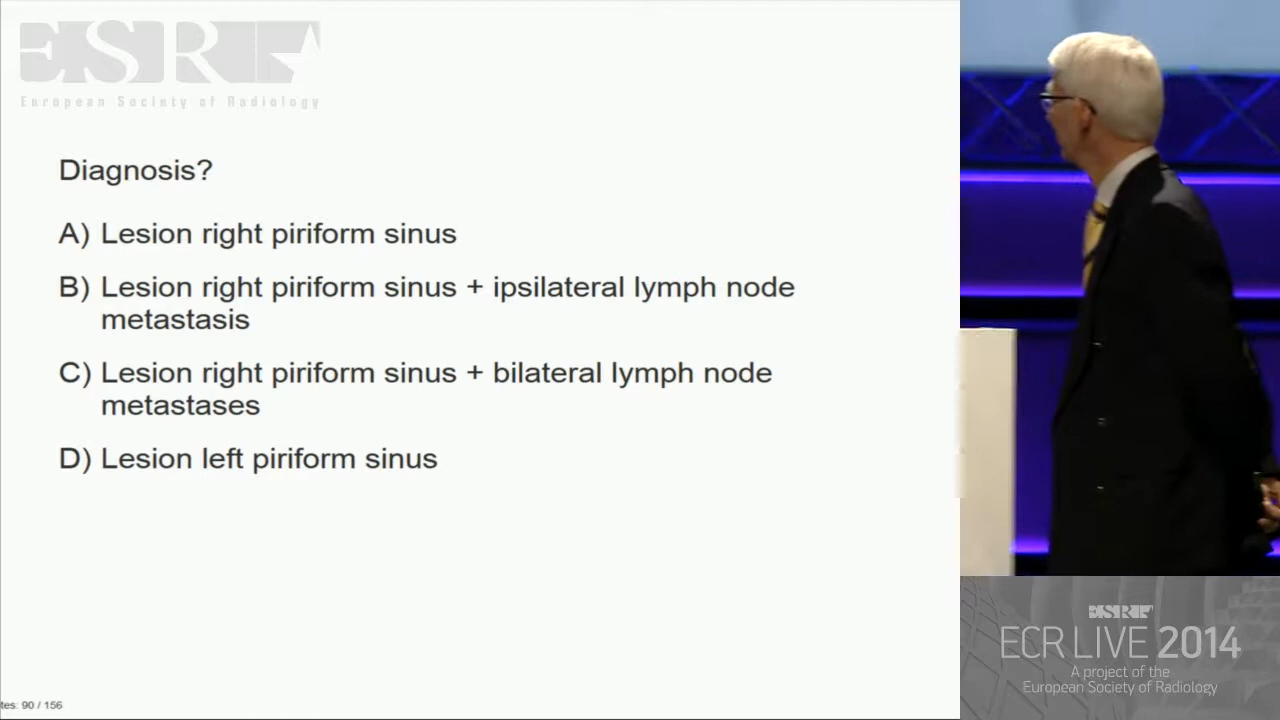 ESR
European Society of Radiology
Diagnosis?
A) Lesion right piriform sinus
B) Lesion right piriform sinus + ipsilateral lymph node
metastasis
C) Lesion right piriform sinus + bilateral lymph node
metastases
D) Lesion left piriform sinus
tes: 90 / 156
ESR
ECR LIVE 2014
A project of the
European Society of Radiology